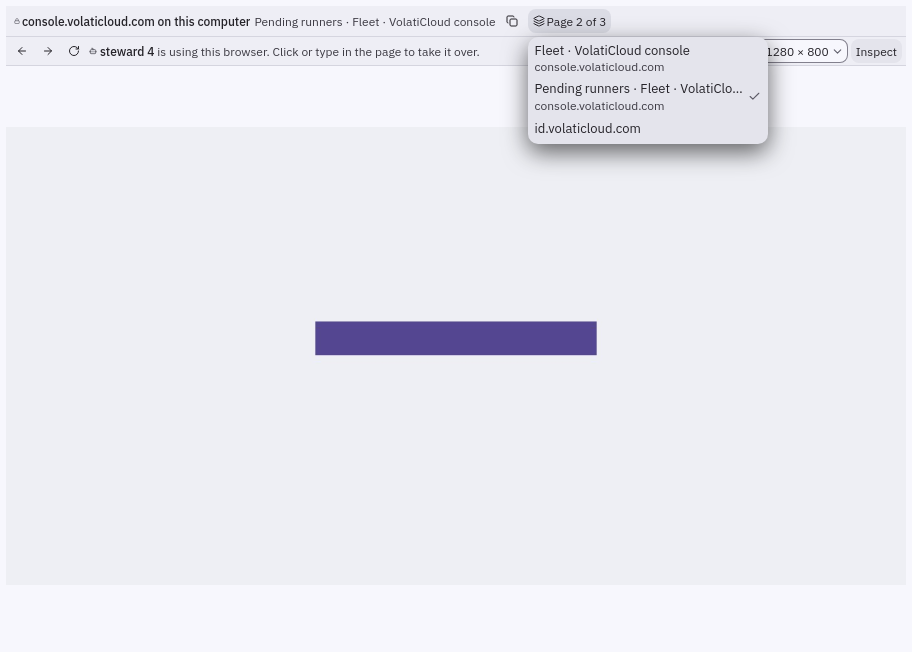 console.volaticloud.com on this computer Pending runners · Fleet · VolatiCloud console Page 2 of 3
steward 4 is using this browser. Click or type in the page to take it over. 1280 × 800 Inspect
Fleet · VolatiCloud console
console.volaticloud.com
Pending runners · Fleet · VolatiClo...
console.volaticloud.com
id.volaticloud.com